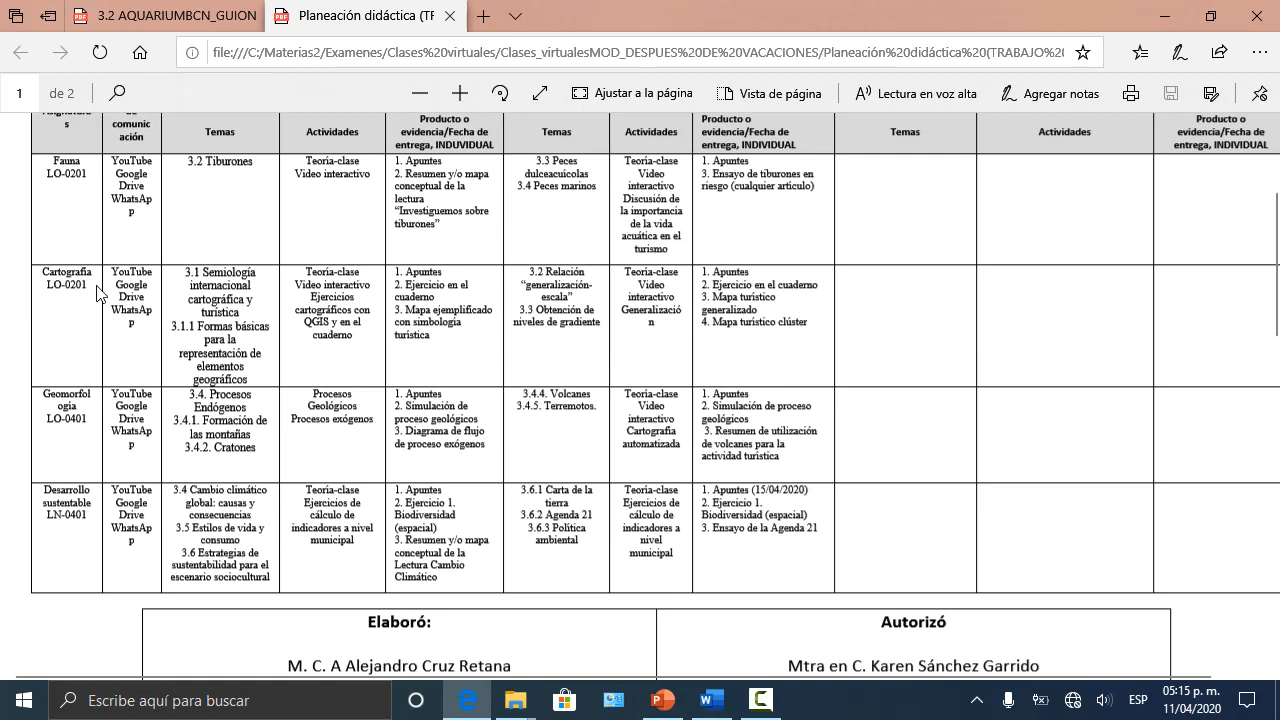 3.2
PDF
Planeación didáctica (
file:///C:/Materias2/Examenes/Clases%20virtuales/Clases_virtualesMOD_DESPUES%20DE%20VACACIONES/Planeación%20didáctica%20(TRABAJO%20
1
de 2
Ajustar a la página
Vista de página
Lectura en voz alta
Agregar notas
s
comunic
ación
Temas
Actividades
Producto o
evidencia/Fecha de
entrega, INDUVIDUAL
Temas
Actividades
Producto o
evidencia/Fecha de
entrega, INDIVIDUAL
Temas
Actividades
Producto o
evidencia/Fecha de
entrega, INDIVIDUAL
Fauna
LO-0201
YouTube
Google
Drive
WhatsAp
p
3.2 Tiburones
Teoría-clase
Video interactivo
1. Apuntes
2. Resumen y/o mapa
conceptual de la
lectura
“Investiguemos sobre
tiburones”
3.3 Peces
dulceacuícolas
3.4 Peces marinos
Teoría-clase
Video
interactivo
Discusión de
la importancia
de la vida
acuática en el
turismo
1. Apuntes
3. Ensayo de tiburones en
riesgo (cualquier artículo)
Cartografía
LO-0201
YouTube
Google
Drive
WhatsAp
p
3.1 Semiología
internacional
cartográfica y
turística
3.1.1 Formas básicas
para la
representación de
elementos
geográficos
Teoría-clase
Video interactivo
Ejercicios
cartográficos con
QGIS y en el
cuaderno
1. Apuntes
2. Ejercicio en el
cuaderno
3. Mapa ejemplificado
con simbología
turística
3.2 Relación
“generalización-
escala”
3.3 Obtención de
niveles de gradiente
Teoría-clase
Video
interactivo
Generalizació
n
1. Apuntes
2. Ejercicio en el cuaderno
3. Mapa turístico
generalizado
4. Mapa turístico clúster
Geomorfol
ogía
LO-0401
YouTube
Google
Drive
WhatsAp
p
3.4. Procesos
Endógenos
3.4.1. Formación de
las montañas
3.4.2. Cratones
Procesos
Geológicos
Procesos exógenos
1. Apuntes
2. Simulación de
proceso geológicos
3. Diagrama de flujo
de proceso exógenos
3.4.4. Volcanes
3.4.5. Terremotos.
Teoría-clase
Video
interactivo
Cartografía
automatizada
1. Apuntes
2. Simulación de proceso
geológicos
3. Resumen de utilización
de volcanes para la
actividad turística
Desarrollo
sustentable
LN-0401
YouTube
Google
Drive
WhatsAp
p
3.4 Cambio climático
global: causas y
consecuencias
3.5 Estilos de vida y
consumo
3.6 Estrategias de
sustentabilidad para el
escenario sociocultural
Teoría-clase
Ejercicios de
cálculo de
indicadores a nivel
municipal
1. Apuntes
2. Ejercicio 1.
Biodiversidad
(espacial)
3. Resumen y/o mapa
conceptual de la
Lectura Cambio
Climático
3.6.1 Carta de la
tierra
3.6.2 Agenda 21
3.6.3 Política
ambiental
Teoría-clase
Ejercicios de
cálculo de
indicadores a
nivel
municipal
1. Apuntes (15/04/2020)
2. Ejercicio 1.
Biodiversidad (espacial)
3. Ensayo de la Agenda 21
Elaboró:
Autorizó
M. C. A Alejandro Cruz Retana
Mtra en C. Karen Sánchez Garrido
Escribe aquí para buscar
ESP
05:15 p. m.
11/04/2020